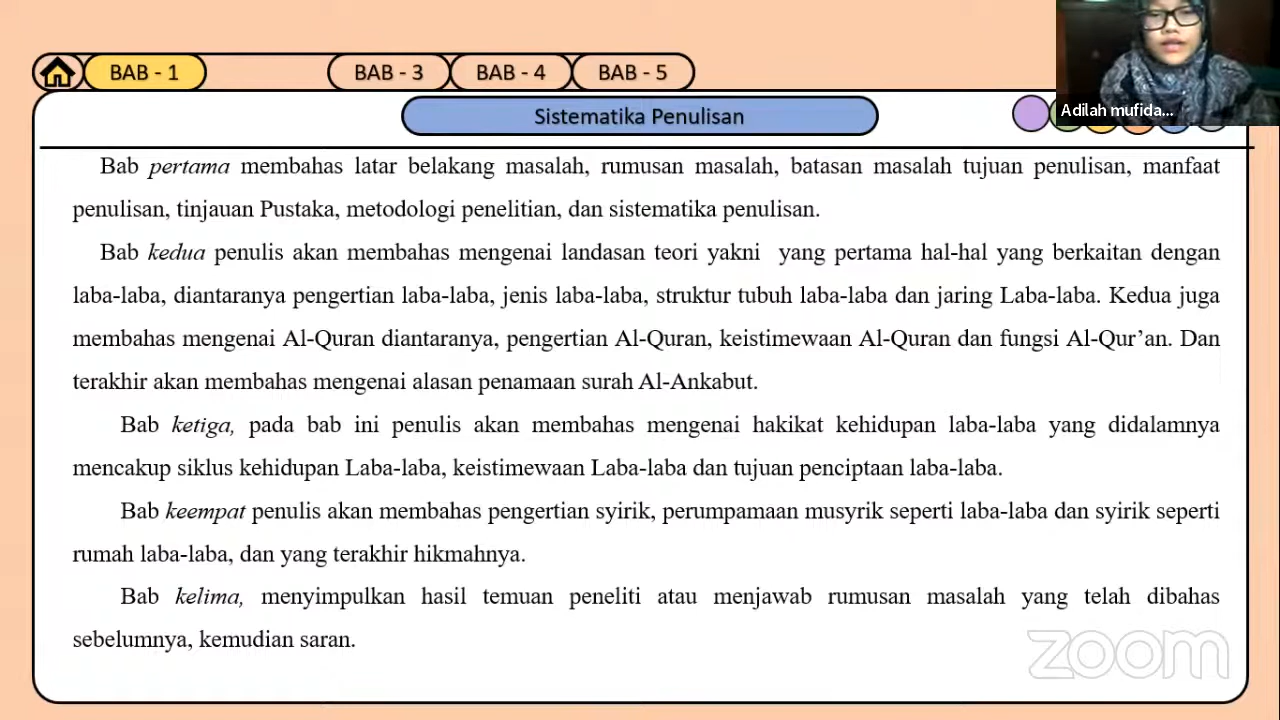 BAB - 1
BAB - 3
BAB - 4
BAB - 5
Adilah mufida...
Sistematika Penulisan
Bab pertama membahas latar belakang masalah, rumusan masalah, batasan masalah tujuan penulisan, manfaat
penulisan, tinjauan Pustaka, metodologi penelitian, dan sistematika penulisan.
Bab kedua penulis akan membahas mengenai landasan teori yakni  yang pertama hal-hal yang berkaitan dengan
laba-laba, diantaranya pengertian laba-laba, jenis laba-laba, struktur tubuh laba-laba dan jaring Laba-laba. Kedua juga
membahas mengenai Al-Quran diantaranya, pengertian Al-Quran, keistimewaan Al-Quran dan fungsi Al-Qur’an. Dan
terakhir akan membahas mengenai alasan penamaan surah Al-Ankabut.
Bab ketiga, pada bab ini penulis akan membahas mengenai hakikat kehidupan laba-laba yang didalamnya
mencakup siklus kehidupan Laba-laba, keistimewaan Laba-laba dan tujuan penciptaan laba-laba.
Bab keempat penulis akan membahas pengertian syirik, perumpamaan musyrik seperti laba-laba dan syirik seperti
rumah laba-laba, dan yang terakhir hikmahnya.
Bab kelima, menyimpulkan hasil temuan peneliti atau menjawab rumusan masalah yang telah dibahas
sebelumnya, kemudian saran.
zoom